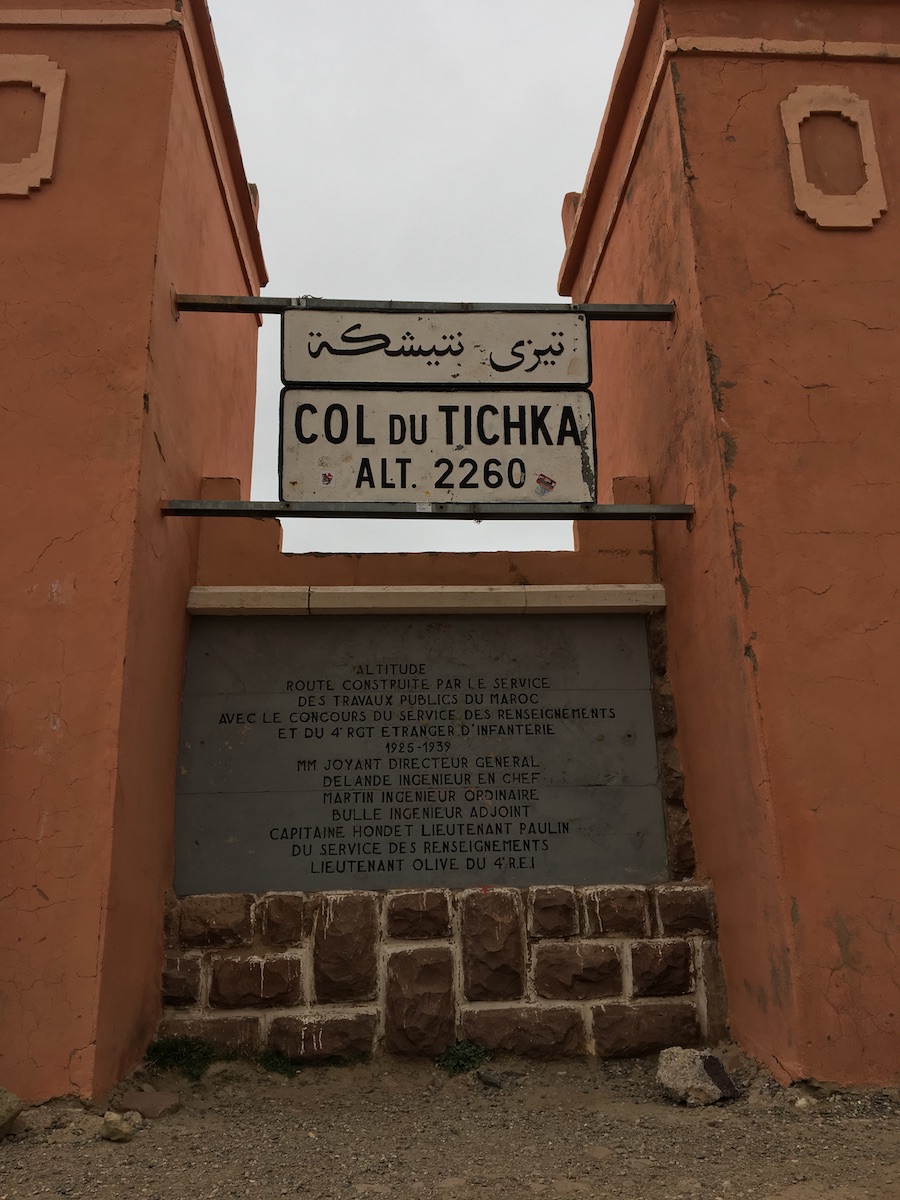 تيزي نتيشكة
COL DU TICHKA
ALT. 2260
ALTITUDE
ROUTE CONSTRUITE PAR LE SERVICE
DES TRAVAUX PUBLICS DU MAROC
AVEC LE CONCOURS DU SERVICE DES RENSEIGNEMENTS
ET DU 4ᵉ RGT ETRANGER D'INFANTERIE
1925-1939
MM JOYANT DIRECTEUR GENERAL
DELANDE INGENIEUR EN CHEF
MARTIN INGENIEUR ORDINAIRE
BULLE INGENIEUR ADJOINT
CAPITAINE HONDET LIEUTENANT PAULIN
DU SERVICE DES RENSEIGNEMENTS
LIEUTENANT OLIVE DU 4ᵉ R.E.I